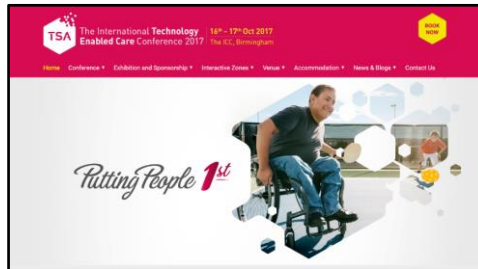 TSA
The International Technology
Enabled Care Conference 2017
16th - 17th Oct 2017
The ICC, Birmingham
BOOK
NOW
Home Conference Exhibition and Sponsorship Interactive Zones Venue Accommodation News & Blogs Contact Us
Putting People 1st